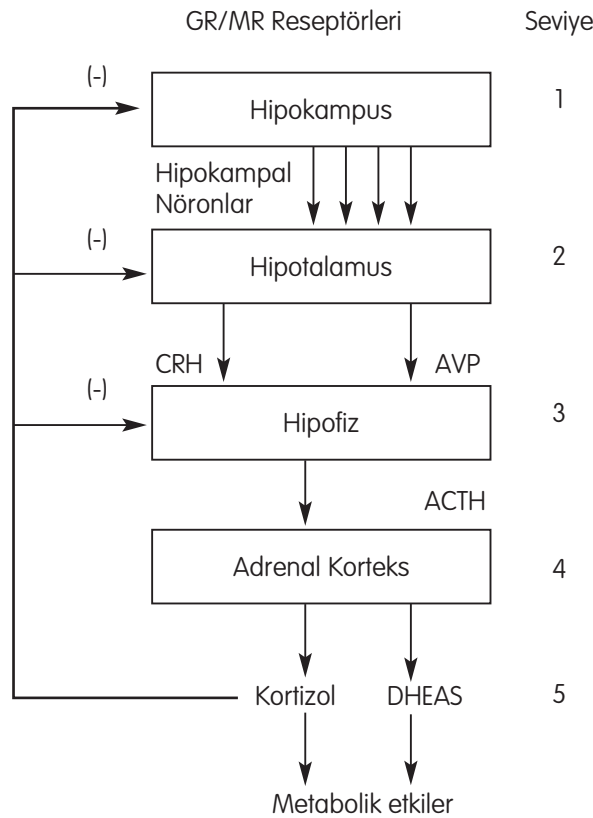 GR/MR Reseptörleri Seviye
(-)
Hipokampus 1
Hipokampal
Nöronlar
(-)
Hipotalamus 2
CRH AVP
(-)
Hipofiz 3
ACTH
Adrenal Korteks 4
Kortizol DHEAS 5
Metabolik etkiler